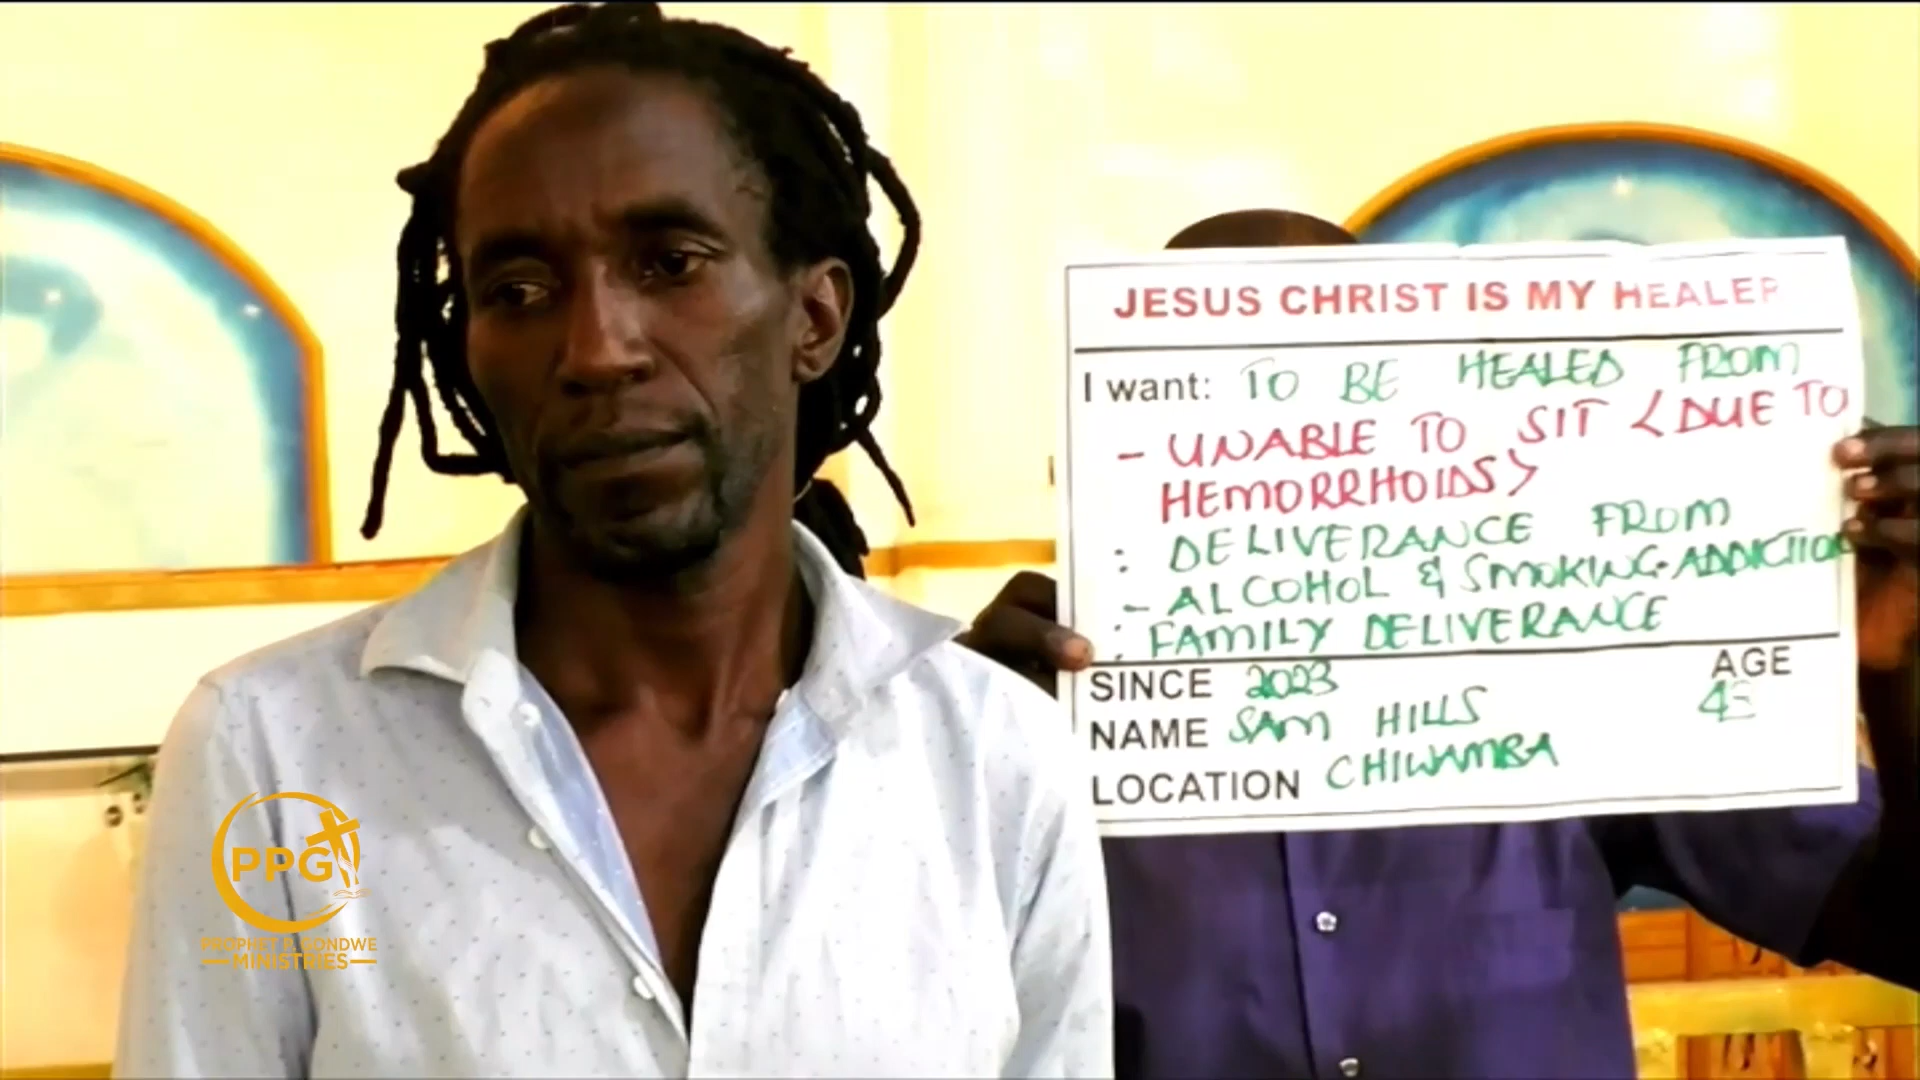 JESUS CHRIST IS MY HEALER
I want: TO BE HEALED FROM
- UNABLE TO SIT <DUE TO
HEMORRHOIDS>
: DELIVERANCE FROM
- ALCOHOL & SMOKING-ADDICTION
: FAMILY DELIVERANCE
SINCE 2023
AGE
NAME SAM HILLS
LOCATION CHIWAMBA
PPG
PROPHET P. GONDWE
MINISTRIES